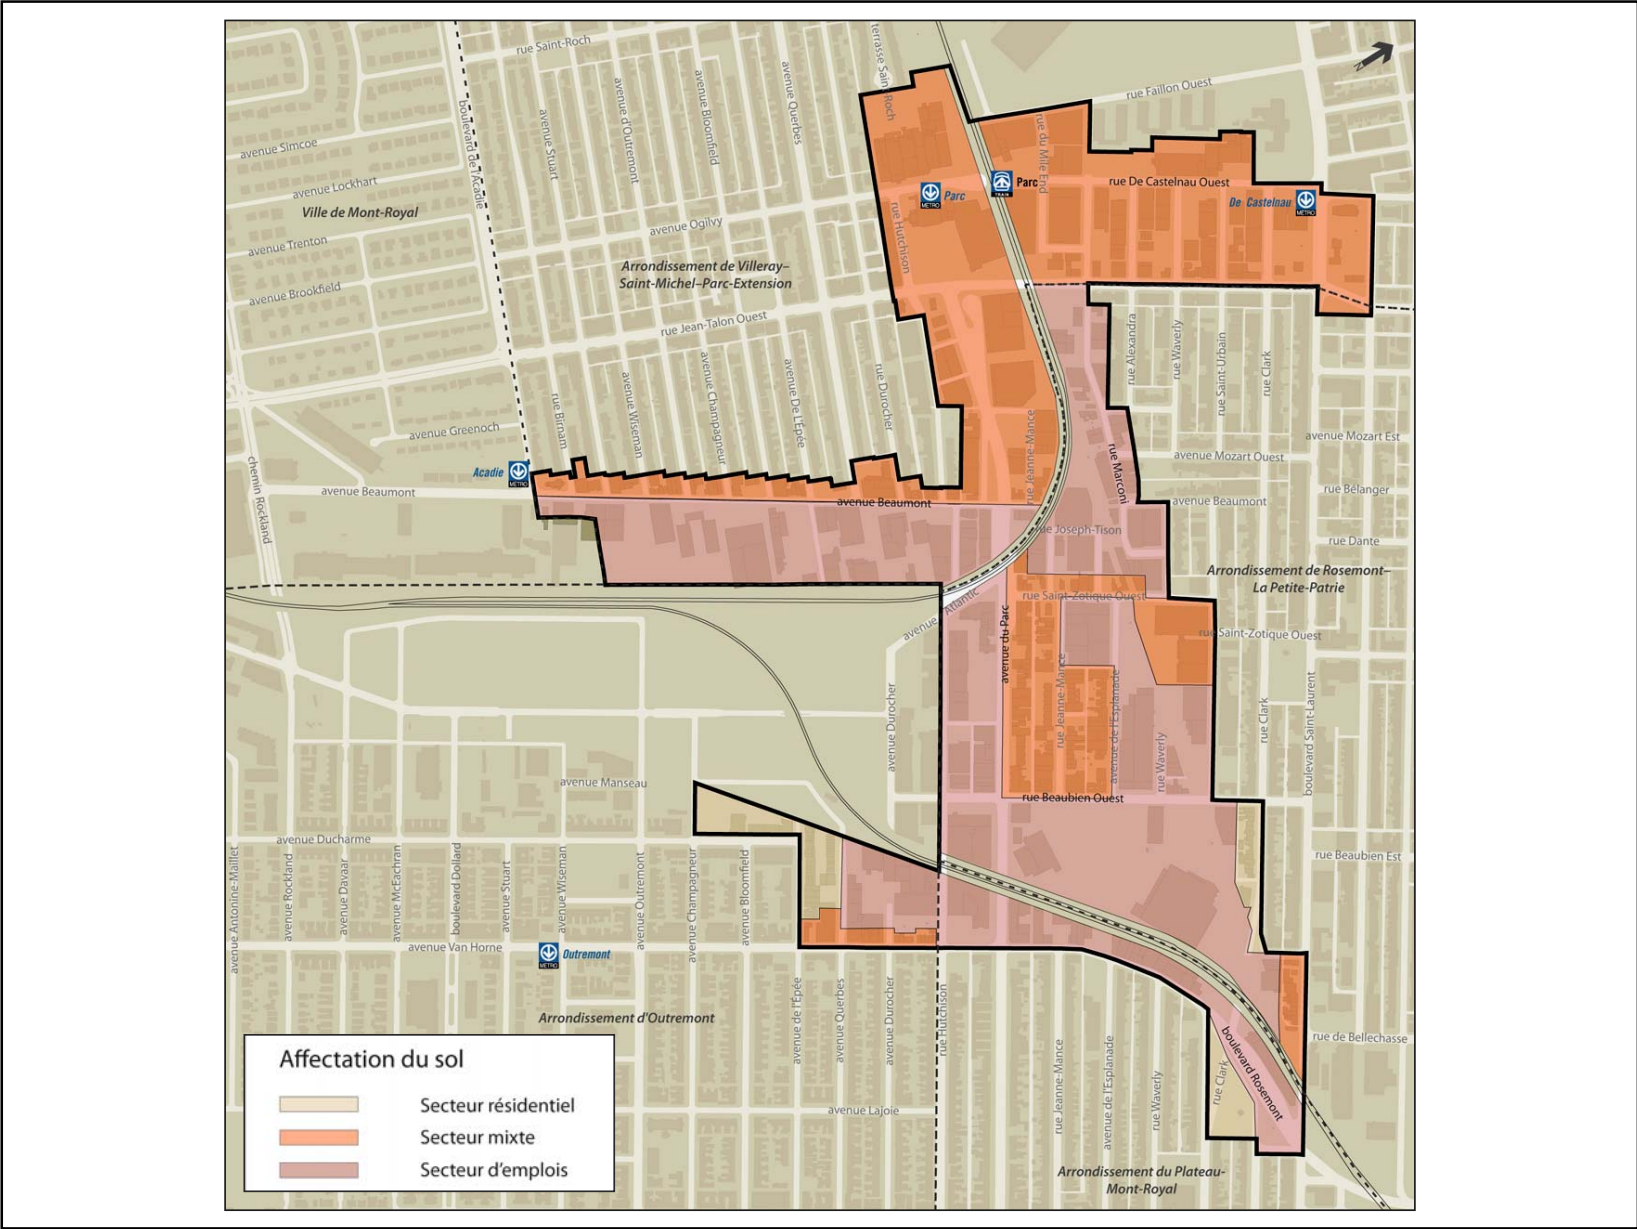 rue Saint-Roch
terrasse Saint-Roch
avenue Querbes
avenue Bloomfield
avenue d'Outremont
avenue Stuart
boulevard de l'Acadie
rue Faillon Ouest
N
avenue Simcoe
avenue Lockhart
Ville de Mont-Royal
avenue Trenton
avenue Brookfield
avenue Ogilvy
Arrondissement de Villeray–
Saint-Michel–Parc-Extension
rue Jean-Talon Ouest
rue Hutchison
MÉTRO
Parc
TRAIN
Parc
rue du Mile End
rue De Castelnau Ouest
De Castelnau
MÉTRO
rue Alexandra
rue Waverly
rue Saint-Urbain
rue Clark
avenue Greenoch
rue Birnam
avenue Wiseman
avenue Champagneur
avenue De L'Épée
rue Durocher
rue Jeanne-Mance
rue Marconi
avenue Mozart Est
avenue Mozart Ouest
Acadie
MÉTRO
chemin Rockland
avenue Beaumont
avenue Beaumont
avenue Beaumont
rue Bélanger
rue Joseph-Tison
rue Dante
Arrondissement de Rosemont–
La Petite-Patrie
avenue Atlantic
rue Saint-Zotique Ouest
rue Saint-Zotique Ouest
avenue du Parc
avenue Durocher
rue Jeanne-Mance
avenue de l'Esplanade
rue Waverly
rue Clark
boulevard Saint-Laurent
avenue Manseau
rue Beaubien Ouest
avenue Ducharme
rue Beaubien Est
avenue Antonine-Maillet
avenue Rockland
avenue Davaar
avenue McEachran
boulevard Dollard
avenue Stuart
avenue Wiseman
avenue Outremont
avenue Champagneur
avenue Bloomfield
avenue Van Horne
MÉTRO
Outremont
Arrondissement d'Outremont
avenue de l'Épée
avenue Querbes
avenue Durocher
rue Hutchison
rue Jeanne-Mance
avenue de l'Esplanade
rue Waverly
rue Clark
boulevard Rosemont
rue de Bellechasse
avenue Lajoie
Arrondissement du Plateau-
Mont-Royal
Affectation du sol
Secteur résidentiel
Secteur mixte
Secteur d'emplois